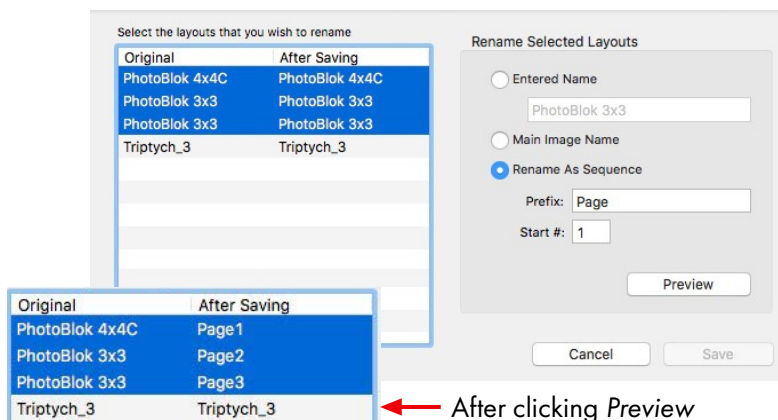 Select the layouts that you wish to rename
Original After Saving
PhotoBlok 4x4C PhotoBlok 4x4C
PhotoBlok 3x3 PhotoBlok 3x3
PhotoBlok 3x3 PhotoBlok 3x3
Triptych_3 Triptych_3
Rename Selected Layouts
Entered Name
PhotoBlok 3x3
Main Image Name
Rename As Sequence
Prefix: Page
Start #: 1
Preview
Cancel Save
Original After Saving
PhotoBlok 4x4C Page1
PhotoBlok 3x3 Page2
PhotoBlok 3x3 Page3
Triptych_3 Triptych_3
After clicking Preview